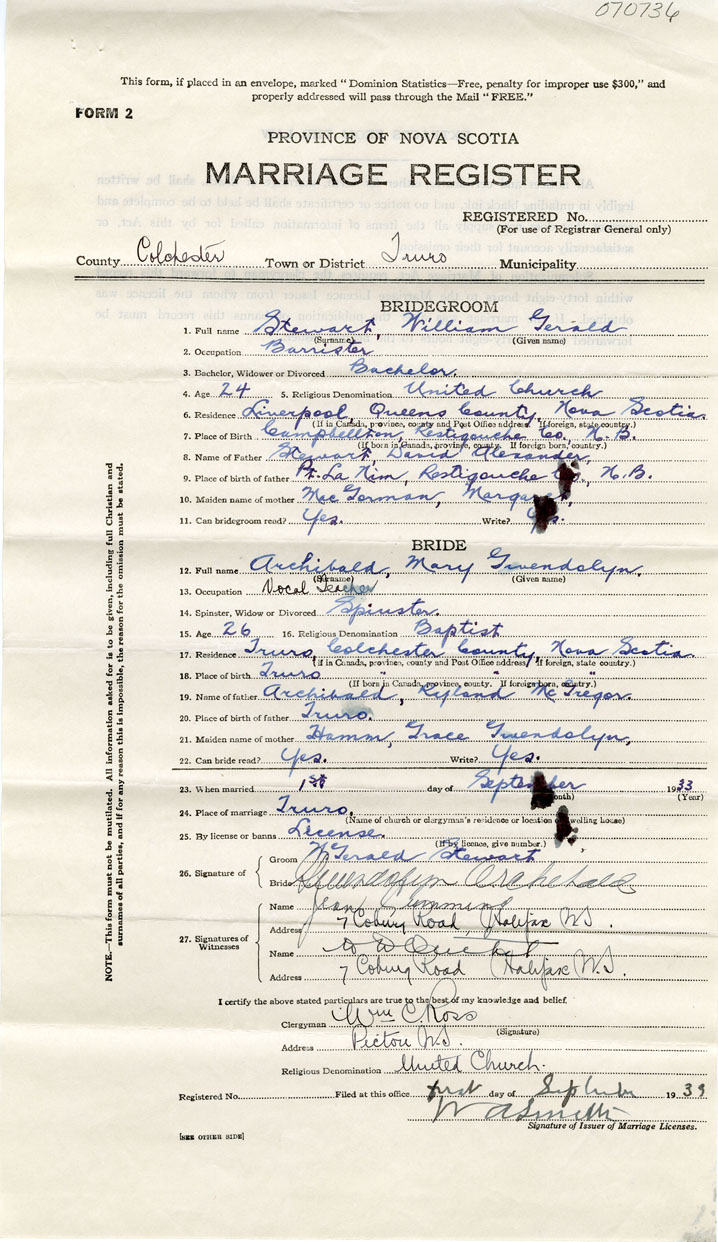 070736
This form, if placed in an envelope, marked “Dominion Statistics—Free, penalty for improper use $300,” and
properly addressed will pass through the Mail “FREE.”
FORM 2
PROVINCE OF NOVA SCOTIA
MARRIAGE REGISTER
REGISTERED No.
(For use of Registrar General only)
County Colchester Town or District Truro Municipality
BRIDEGROOM
1. Full name Stewart, William Gerald
(Surname) (Given name)
2. Occupation Barrister
3. Bachelor, Widower or Divorced Bachelor.
4. Age 24 5. Religious Denomination United Church
6. Residence Liverpool, Queens County, Nova Scotia.
(If in Canada, province, county and Post Office address. If foreign, state country.)
7. Place of Birth Campbellton, Restigouche Co., N.B.
(If born in Canada, province, county. If foreign born, country.)
8. Name of Father Stewart, David Alexander,
9. Place of birth of father Pt. La Nim, Restigouche N.B.
10. Maiden name of mother MacGorman, Margaret
11. Can bridegroom read? Yes. Write? Yes.
BRIDE
12. Full name Archibald, Mary Gwendolyn.
(Surname) (Given name)
13. Occupation Vocal Teacher
14. Spinster, Widow or Divorced Spinster.
15. Age 26 16. Religious Denomination Baptist
17. Residence Truro, Colchester County, Nova Scotia.
(If in Canada, province, county and Post Office address. If foreign, state country.)
18. Place of birth Truro " " "
(If born in Canada, province, county. If foreign born, country.)
19. Name of father Archibald, Ryland McGregor.
20. Place of birth of father Truro.
21. Maiden name of mother Hamm, Grace Gwendolyn,
22. Can bride read? Yes. Write? Yes.
23. When married 1st day of September 1933
(Month) (Year)
24. Place of marriage Truro.
(Name of church or clergyman's residence or location of dwelling house)
25. By license or banns License.
(If by licence, give number.)
26. Signature of Groom W Gerald Stewart
Bride Gwendolyn Archibald
27. Signatures of Witnesses
Name Jean
Address 7 Coburg Road, Halifax N.S.
Name
Address 7 Coburg Road Halifax N.S.
I certify the above stated particulars are true to the best of my knowledge and belief.
Clergyman Wm C. Ross
(Signature)
Address Pictou N.S.
Religious Denomination United Church.
Registered No. Filed at this office first day of September 1933
W A Smith
Signature of Issuer of Marriage Licenses.
[SEE OTHER SIDE]
NOTE.—This form must not be mutilated. All information asked for is to be given, including full Christian and
surnames of all parties, and if for any reason this is impossible, the reason for the omission must be stated.